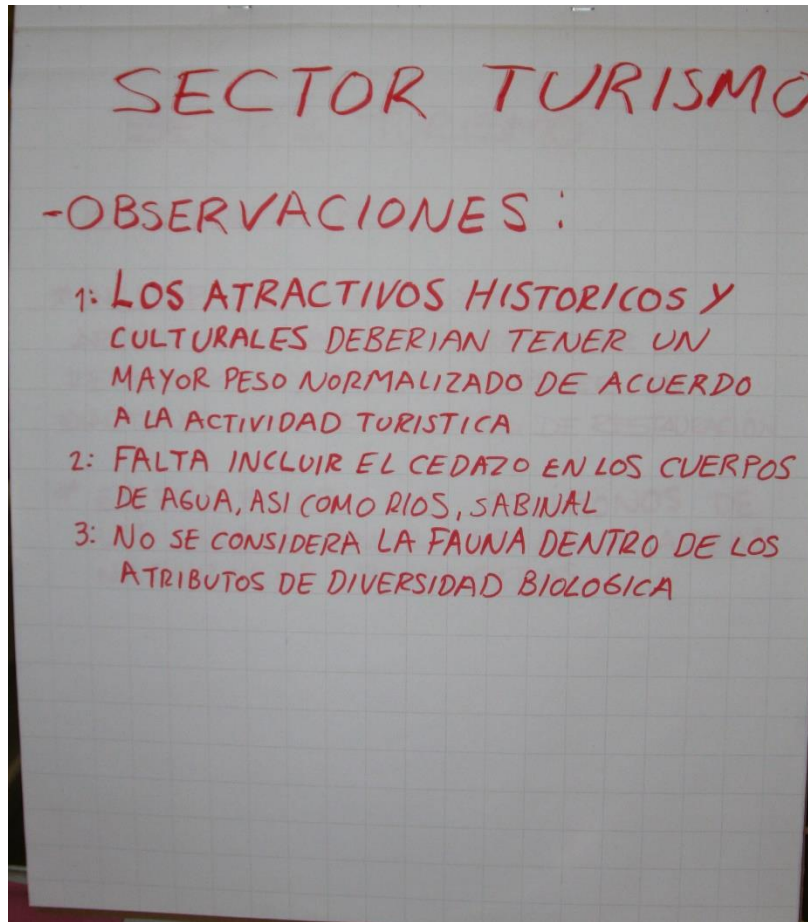 SECTOR TURISMO
-OBSERVACIONES:
1: LOS ATRACTIVOS HISTORICOS Y
CULTURALES DEBERIAN TENER UN
MAYOR PESO NORMALIZADO DE ACUERDO
A LA ACTIVIDAD TURISTICA
2: FALTA INCLUIR EL CEDAZO EN LOS CUERPOS
DE AGUA, ASI COMO RIOS, SABINAL
3: NO SE CONSIDERA LA FAUNA DENTRO DE LOS
ATRIBUTOS DE DIVERSIDAD BIOLOGICA